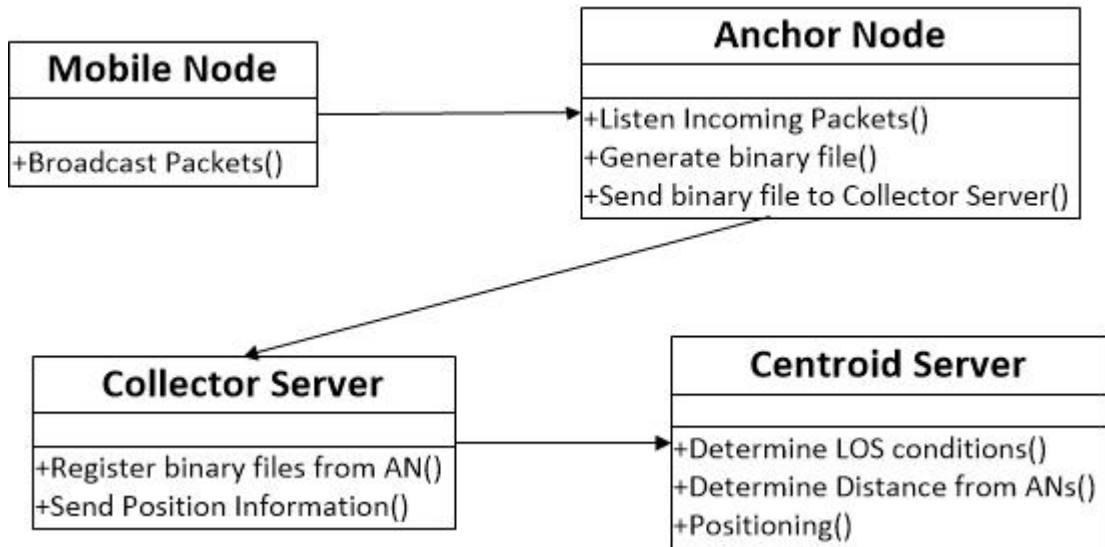 Mobile Node
+Broadcast Packets()
Anchor Node
+Listen Incoming Packets()
+Generate binary file()
+Send binary file to Collector Server()
Collector Server
+Register binary files from AN()
+Send Position Information()
Centroid Server
+Determine LOS conditions()
+Determine Distance from ANs()
+Positioning()